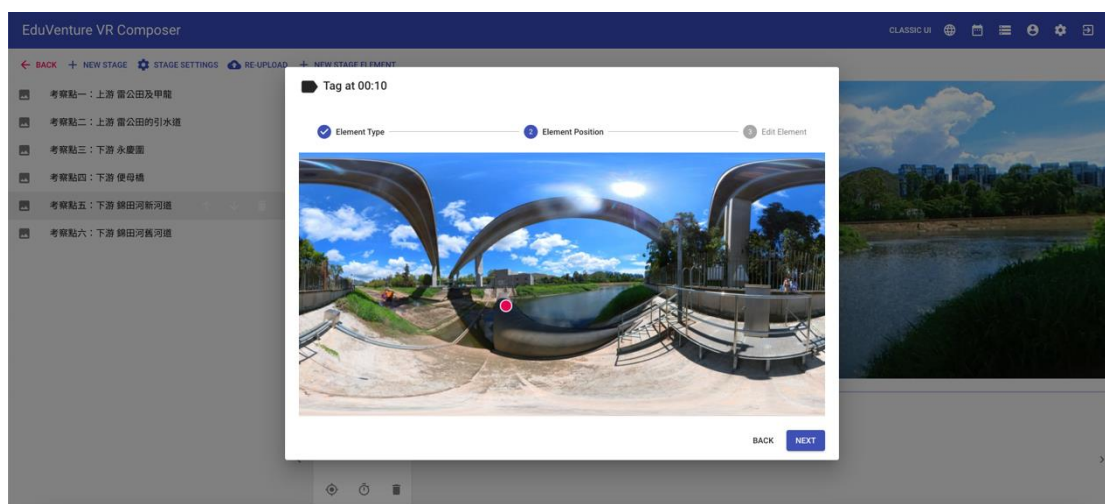 EduVenture VR Composer
CLASSIC UI
BACK NEW STAGE STAGE SETTINGS RE-UPLOAD NEW STAGE ELEMENT
考察點一：上游 雷公田及甲龍
考察點二：上游 雷公田的引水道
考察點三：下游 永慶圍
考察點四：下游 便母橋
考察點五：下游 錦田河新河道
考察點六：下游 錦田河舊河道
Tag at 00:10
Element Type
2 Element Position
3 Edit Element
BACK NEXT